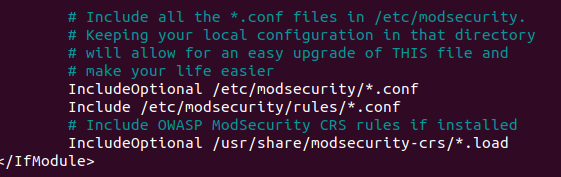 # Include all the *.conf files in /etc/modsecurity.
# Keeping your local configuration in that directory
# will allow for an easy upgrade of THIS file and
# make your life easier
IncludeOptional /etc/modsecurity/*.conf
Include /etc/modsecurity/rules/*.conf
# Include OWASP ModSecurity CRS rules if installed
IncludeOptional /usr/share/modsecurity-crs/*.load
</IfModule>